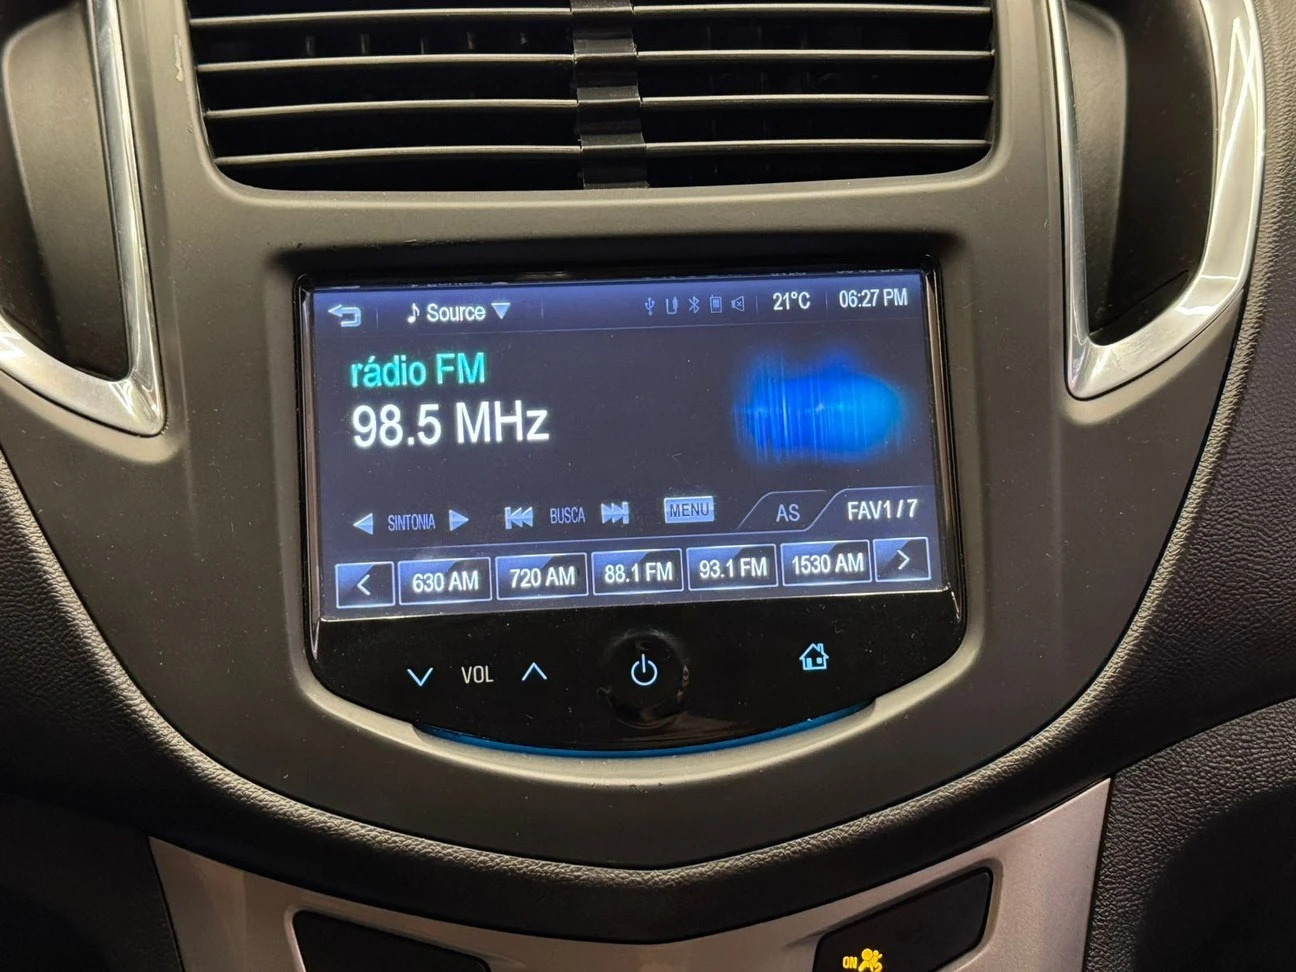 Source 21°C 06:27 PM
rádio FM
98.5 MHz
SINTONIA BUSCA MENU AS FAV1/7
< 630 AM 720 AM 88.1 FM 93.1 FM 1530 AM >
VOL
ON